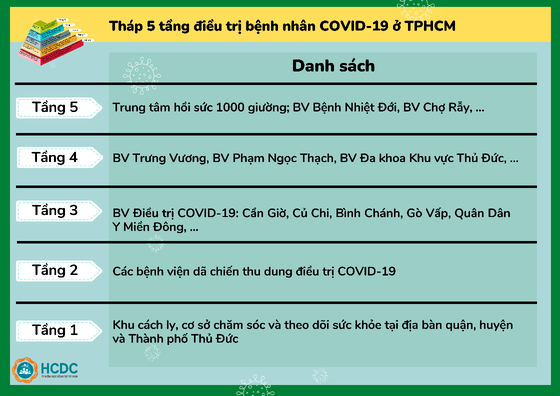 Tháp 5 tầng điều trị bệnh nhân COVID-19 ở TPHCM
Danh sách
Tầng 5
Trung tâm hồi sức 1000 giường; BV Bệnh Nhiệt Đới, BV Chợ Rẫy, ...
Tầng 4
BV Trưng Vương, BV Phạm Ngọc Thạch, BV Đa khoa Khu vực Thủ Đức, ...
Tầng 3
BV Điều trị COVID-19: Cần Giờ, Củ Chi, Bình Chánh, Gò Vấp, Quân Dân
Y Miền Đông, ...
Tầng 2
Các bệnh viện dã chiến thu dung điều trị COVID-19
Tầng 1
Khu cách ly, cơ sở chăm sóc và theo dõi sức khỏe tại địa bàn quận, huyện
và Thành phố Thủ Đức
HCDC